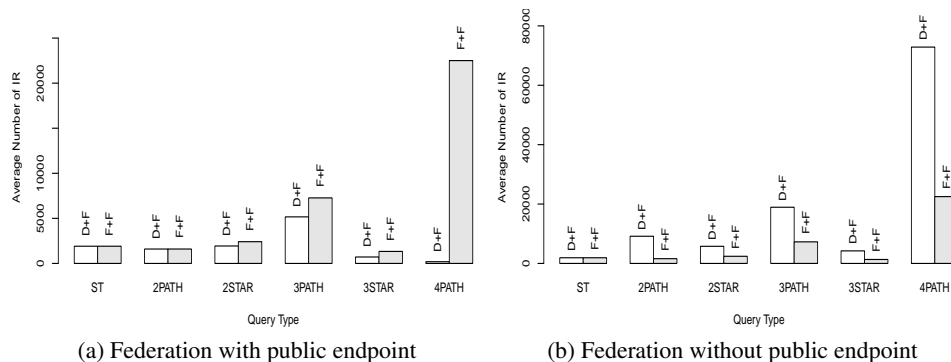 Average Number of IR
0 5000 10000 20000
D+F F+F D+F F+F D+F F+F D+F F+F D+F F+F D+F F+F
ST 2PATH 2STAR 3PATH 3STAR 4PATH
Query Type
(a) Federation with public endpoint
Average Number of IR
0 20000 40000 60000 80000
D+F F+F D+F F+F D+F F+F D+F F+F D+F F+F D+F F+F
ST 2PATH 2STAR 3PATH 3STAR 4PATH
Query Type
(b) Federation without public endpoint